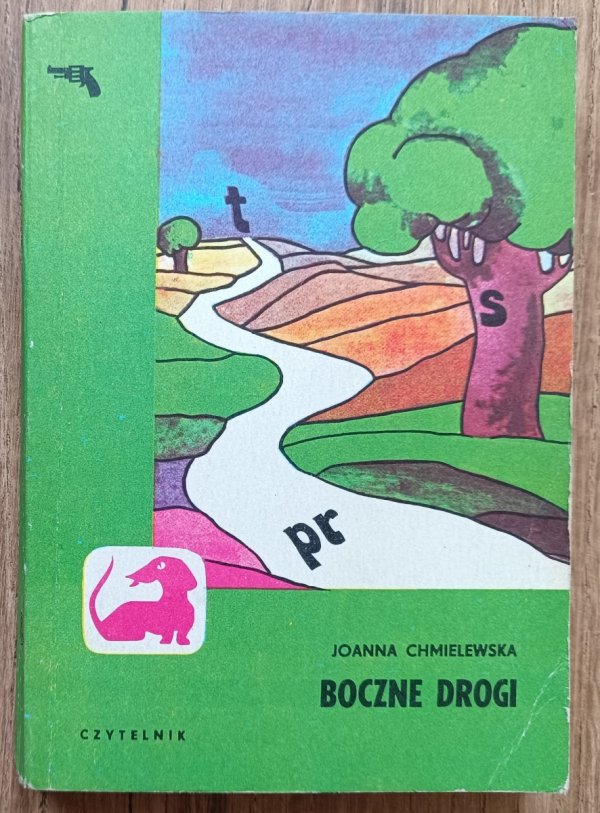 t
s
pr
JOANNA CHMIELEWSKA
BOCZNE DROGI
CZYTELNIK